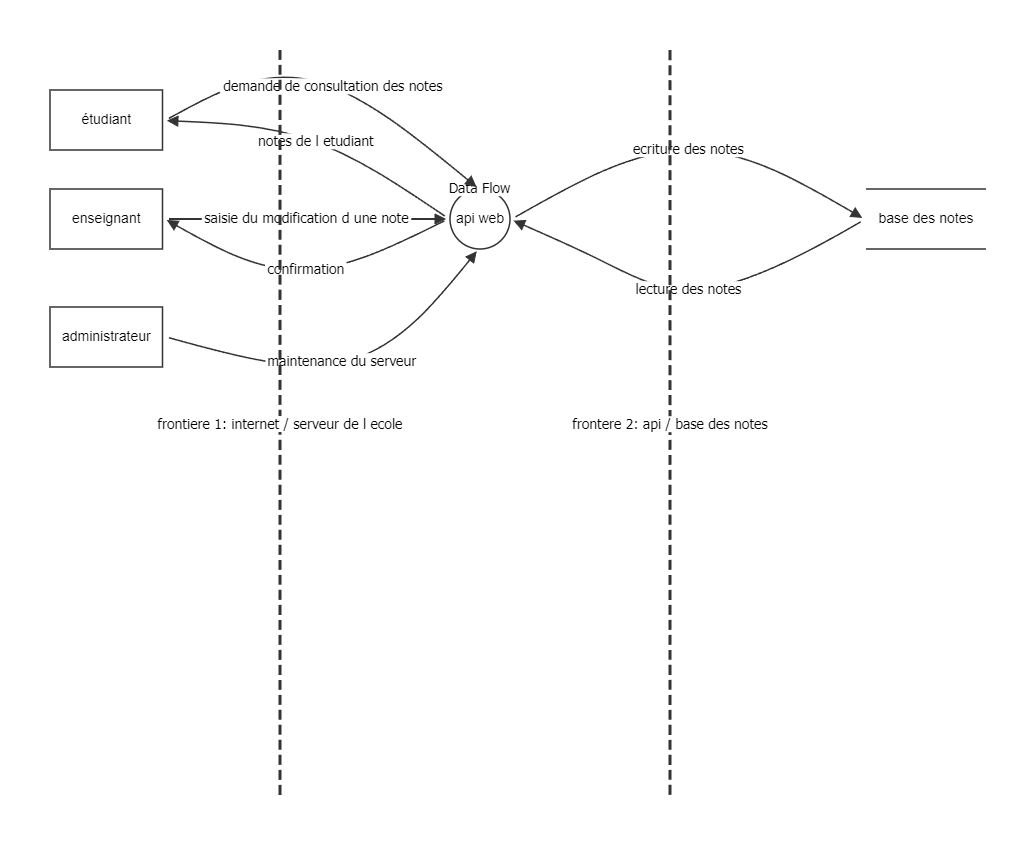 demande de consultation des notes
étudiant
notes de l etudiant
ecriture des notes
Data Flow
enseignant
saisie du modification d une note
api web
base des notes
confirmation
lecture des notes
administrateur
maintenance du serveur
frontiere 1: internet / serveur de l ecole
frontere 2: api / base des notes